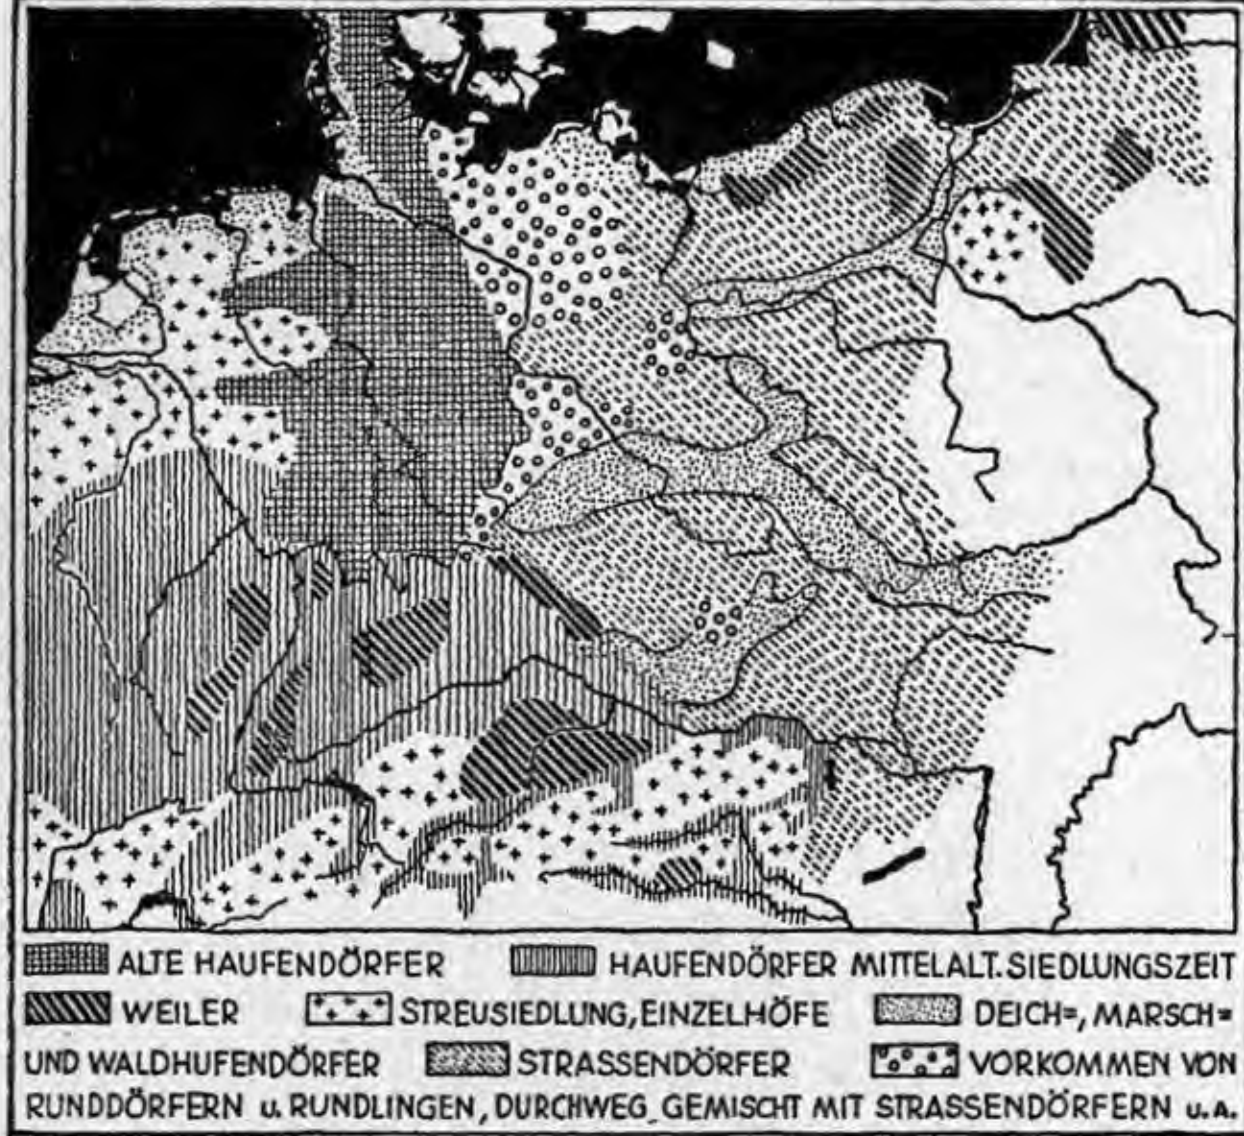 ALTE HAUFENDÖRFER HAUFENDÖRFER MITTELALT. SIEDLUNGSZEIT
WEILER STREUSIEDLUNG, EINZELHÖFE DEICH=, MARSCH=
UND WALDHUFENDÖRFER STRASSENDÖRFER VORKOMMEN VON
RUNDDÖRFERN u. RUNDLINGEN, DURCHWEG GEMISCHT MIT STRASSENDÖRFERN u. A.